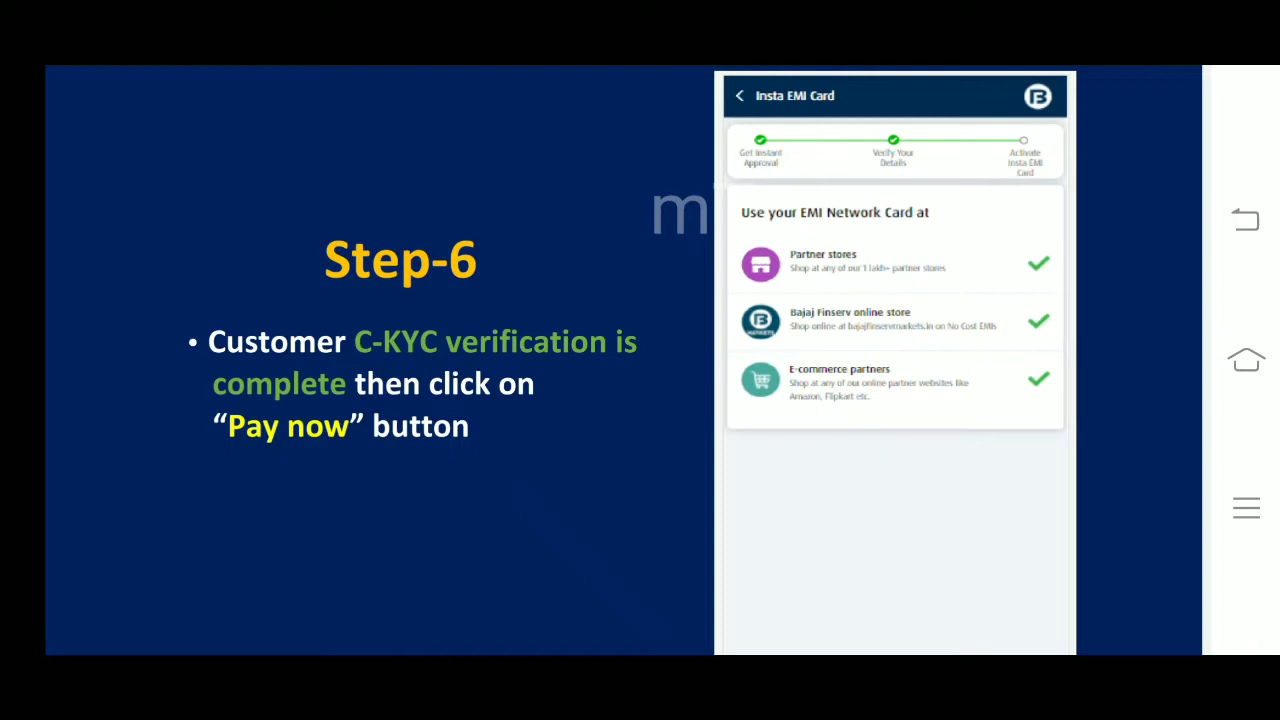 Step-6
• Customer C-KYC verification is
complete then click on
“Pay now” button
m
Insta EMI Card
Get Instant
Approval
Verify Your
Details
Activate
Insta EMI
Card
Use your EMI Network Card at
Partner stores
Shop at any of our 1 lakh+ partner stores
B
MARKETS
Bajaj Finserv online store
Shop online at bajajfinservmarkets.in on No Cost EMIs
E-commerce partners
Shop at any of our online partner websites like
Amazon, Flipkart etc.